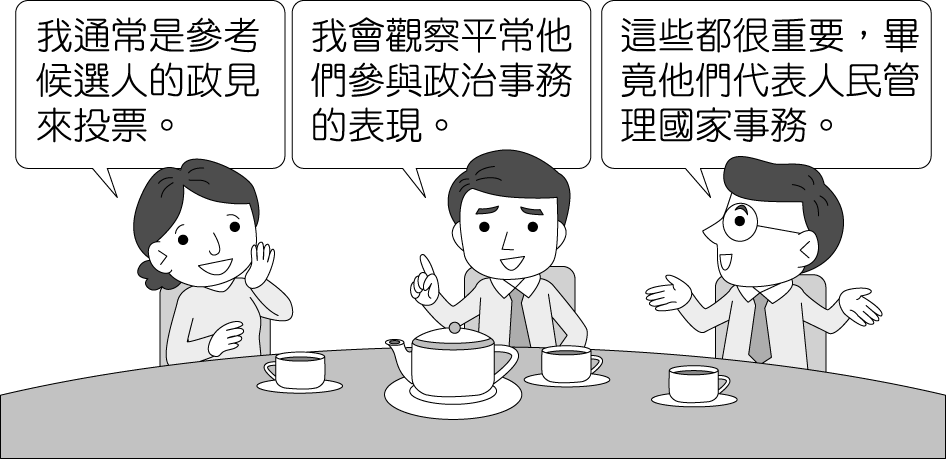 我通常是參考
候選人的政見
來投票。
我會觀察平常他
們參與政治事務
的表現。
這些都很重要，畢
竟他們代表人民管
理國家事務。